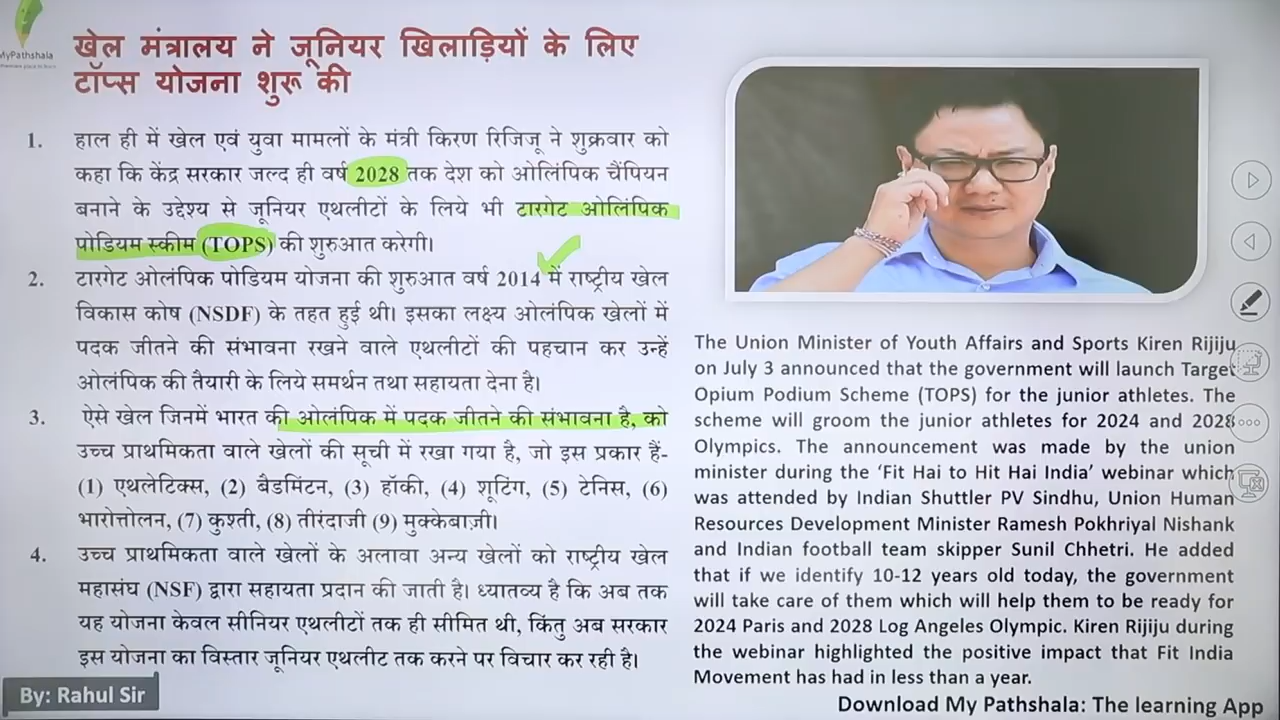 MyPathshala
खेल मंत्रालय ने जूनियर खिलाड़ियों के लिए
टॉप्स योजना शुरू की
1. हाल ही में खेल एवं युवा मामलों के मंत्री किरण रिजिजू ने शुक्रवार को
कहा कि केंद्र सरकार जल्द ही वर्ष 2028 तक देश को ओलिंपिक चैंपियन
बनाने के उद्देश्य से जूनियर एथलीटों के लिये भी टारगेट ओलिंपिक
पोडियम स्कीम (TOPS) की शुरुआत करेगी।
2. टारगेट ओलंपिक पोडियम योजना की शुरुआत वर्ष 2014 में राष्ट्रीय खेल
विकास कोष (NSDF) के तहत हुई थी। इसका लक्ष्य ओलंपिक खेलों में
पदक जीतने की संभावना रखने वाले एथलीटों की पहचान कर उन्हें
ओलंपिक की तैयारी के लिये समर्थन तथा सहायता देना है।
3. ऐसे खेल जिनमें भारत की ओलंपिक में पदक जीतने की संभावना है, को
उच्च प्राथमिकता वाले खेलों की सूची में रखा गया है, जो इस प्रकार हैं-
(1) एथलेटिक्स, (2) बैडमिंटन, (3) हॉकी, (4) शूटिंग, (5) टेनिस, (6)
भारोत्तोलन, (7) कुश्ती, (8) तीरंदाजी (9) मुक्केबाज़ी।
4. उच्च प्राथमिकता वाले खेलों के अलावा अन्य खेलों को राष्ट्रीय खेल
महासंघ (NSF) द्वारा सहायता प्रदान की जाती है। ध्यातव्य है कि अब तक
यह योजना केवल सीनियर एथलीटों तक ही सीमित थी, किंतु अब सरकार
इस योजना का विस्तार जूनियर एथलीट तक करने पर विचार कर रही है।
By: Rahul Sir
The Union Minister of Youth Affairs and Sports Kiren Rijiju
on July 3 announced that the government will launch Target
Opium Podium Scheme (TOPS) for the junior athletes. The
scheme will groom the junior athletes for 2024 and 2028
Olympics. The announcement was made by the union
minister during the ‘Fit Hai to Hit Hai India’ webinar which
was attended by Indian Shuttler PV Sindhu, Union Human
Resources Development Minister Ramesh Pokhriyal Nishank
and Indian football team skipper Sunil Chhetri. He added
that if we identify 10-12 years old today, the government
will take care of them which will help them to be ready for
2024 Paris and 2028 Log Angeles Olympic. Kiren Rijiju during
the webinar highlighted the positive impact that Fit India
Movement has had in less than a year.
Download My Pathshala: The learning App